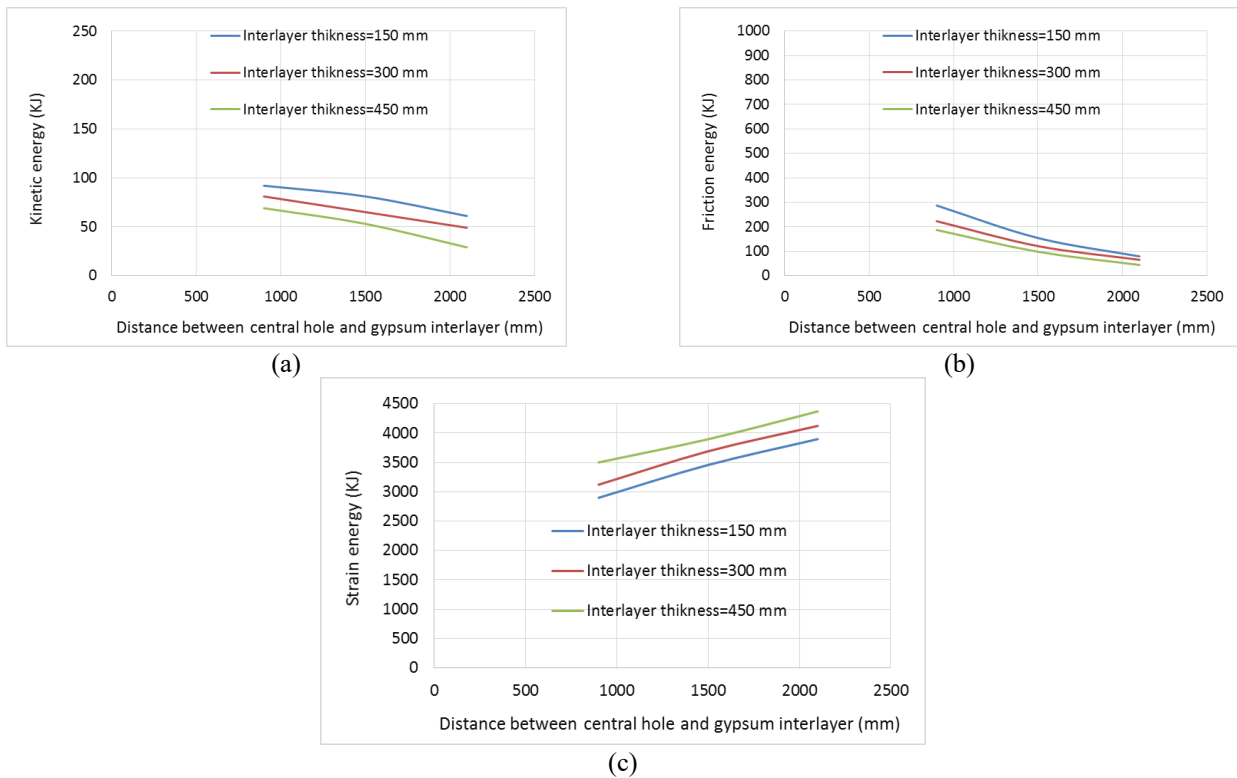 250
200
150
100
50
0
Kinetic energy (KJ)
Interlayer thikness=150 mm
Interlayer thikness=300 mm
Interlayer thikness=450 mm
0 500 1000 1500 2000 2500
Distance between central hole and gypsum interlayer (mm)
(a)
1000
900
800
700
600
500
400
300
200
100
0
Friction energy (KJ)
Interlayer thikness=150 mm
Interlayer thikness=300 mm
Interlayer thikness=450 mm
0 500 1000 1500 2000 2500
Distance between central hole and gypsum interlayer (mm)
(b)
4500
4000
3500
3000
2500
2000
1500
1000
500
0
Strain energy (KJ)
Interlayer thikness=150 mm
Interlayer thikness=300 mm
Interlayer thikness=450 mm
0 500 1000 1500 2000 2500
Distance between central hole and gypsum interlayer (mm)
(c)